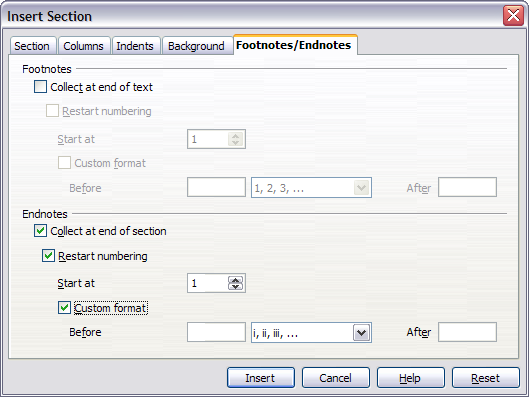 Insert Section
Section Columns Indents Background Footnotes/Endnotes
Footnotes
Collect at end of text
Restart numbering
Start at 1
Custom format
Before 1, 2, 3, ... After
Endnotes
Collect at end of section
Restart numbering
Start at 1
Custom format
Before i, ii, iii, ... After
Insert Cancel Help Reset